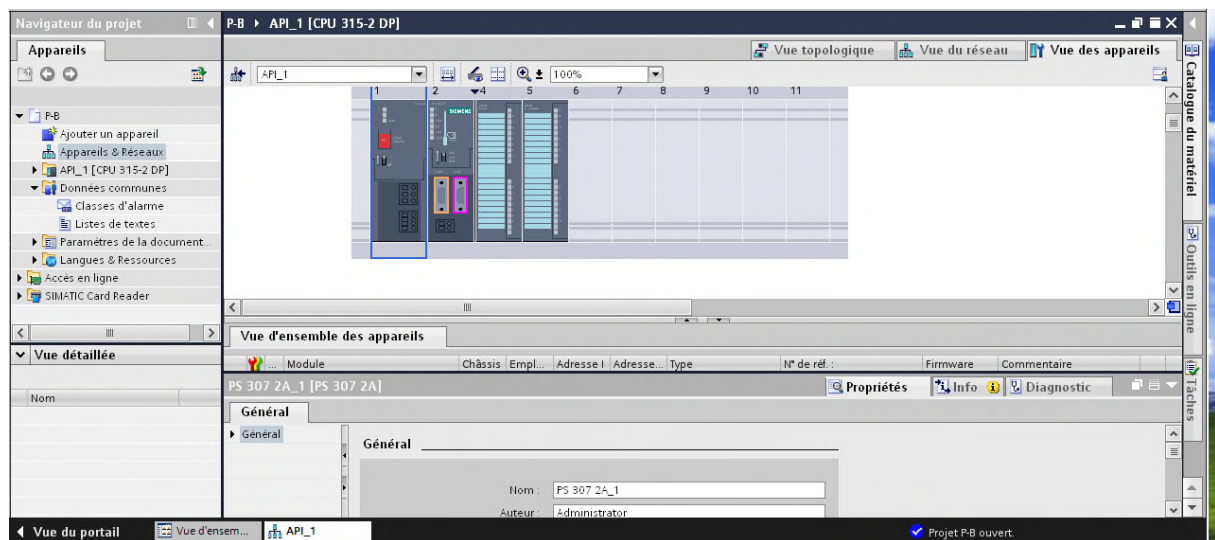 Navigateur du projet
P-B ▸ API_1 [CPU 315-2 DP]
Appareils
Vue topologique
Vue du réseau
Vue des appareils
API_1
100%
1 2 4 5 6 7 8 9 10 11
SIEMENS
P-B
Ajouter un appareil
Appareils & Réseaux
API_1 [CPU 315-2 DP]
Données communes
Classes d'alarme
Listes de textes
Paramètres de la document...
Langues & Ressources
Accès en ligne
SIMATIC Card Reader
Vue détaillée
Nom
Vue d'ensemble des appareils
... Module Châssis Empl... Adresse I Adresse... Type N° de réf. : Firmware Commentaire
PS 307 2A_1 [PS 307 2A]
Propriétés
Info
Diagnostic
Général
Général
Général
Nom : PS 307 2A_1
Auteur : Administrator
Catalogue du matériel
Outils en ligne
Tâches
Vue du portail
Vue d'ensem...
API_1
Projet P-B ouvert.